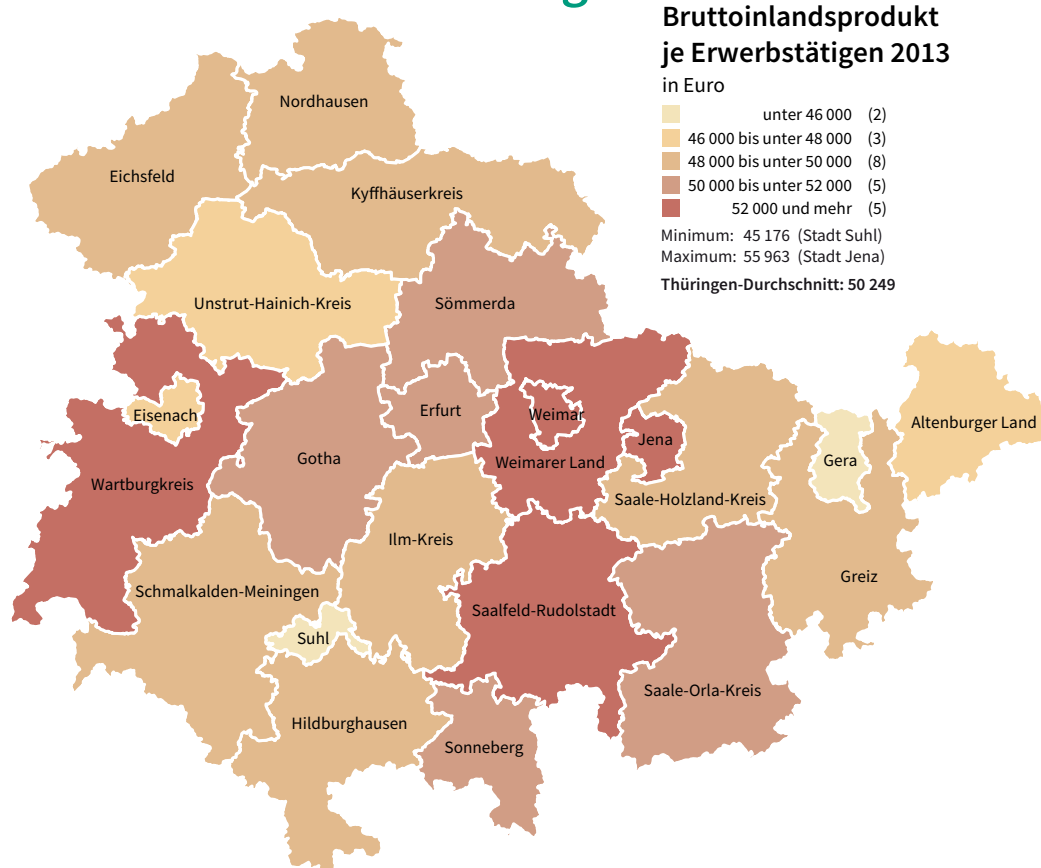 g
Bruttoinlandsprodukt
je Erwerbstätigen 2013
in Euro
unter 46 000 (2)
46 000 bis unter 48 000 (3)
48 000 bis unter 50 000 (8)
50 000 bis unter 52 000 (5)
52 000 und mehr (5)
Minimum: 45 176 (Stadt Suhl)
Maximum: 55 963 (Stadt Jena)
Thüringen-Durchschnitt: 50 249
Nordhausen
Eichsfeld
Kyffhäuserkreis
Unstrut-Hainich-Kreis
Sömmerda
Eisenach
Erfurt
Weimar
Altenburger Land
Jena
Gotha
Weimarer Land
Gera
Wartburgkreis
Saale-Holzland-Kreis
Ilm-Kreis
Greiz
Schmalkalden-Meiningen
Saalfeld-Rudolstadt
Suhl
Saale-Orla-Kreis
Hildburghausen
Sonneberg